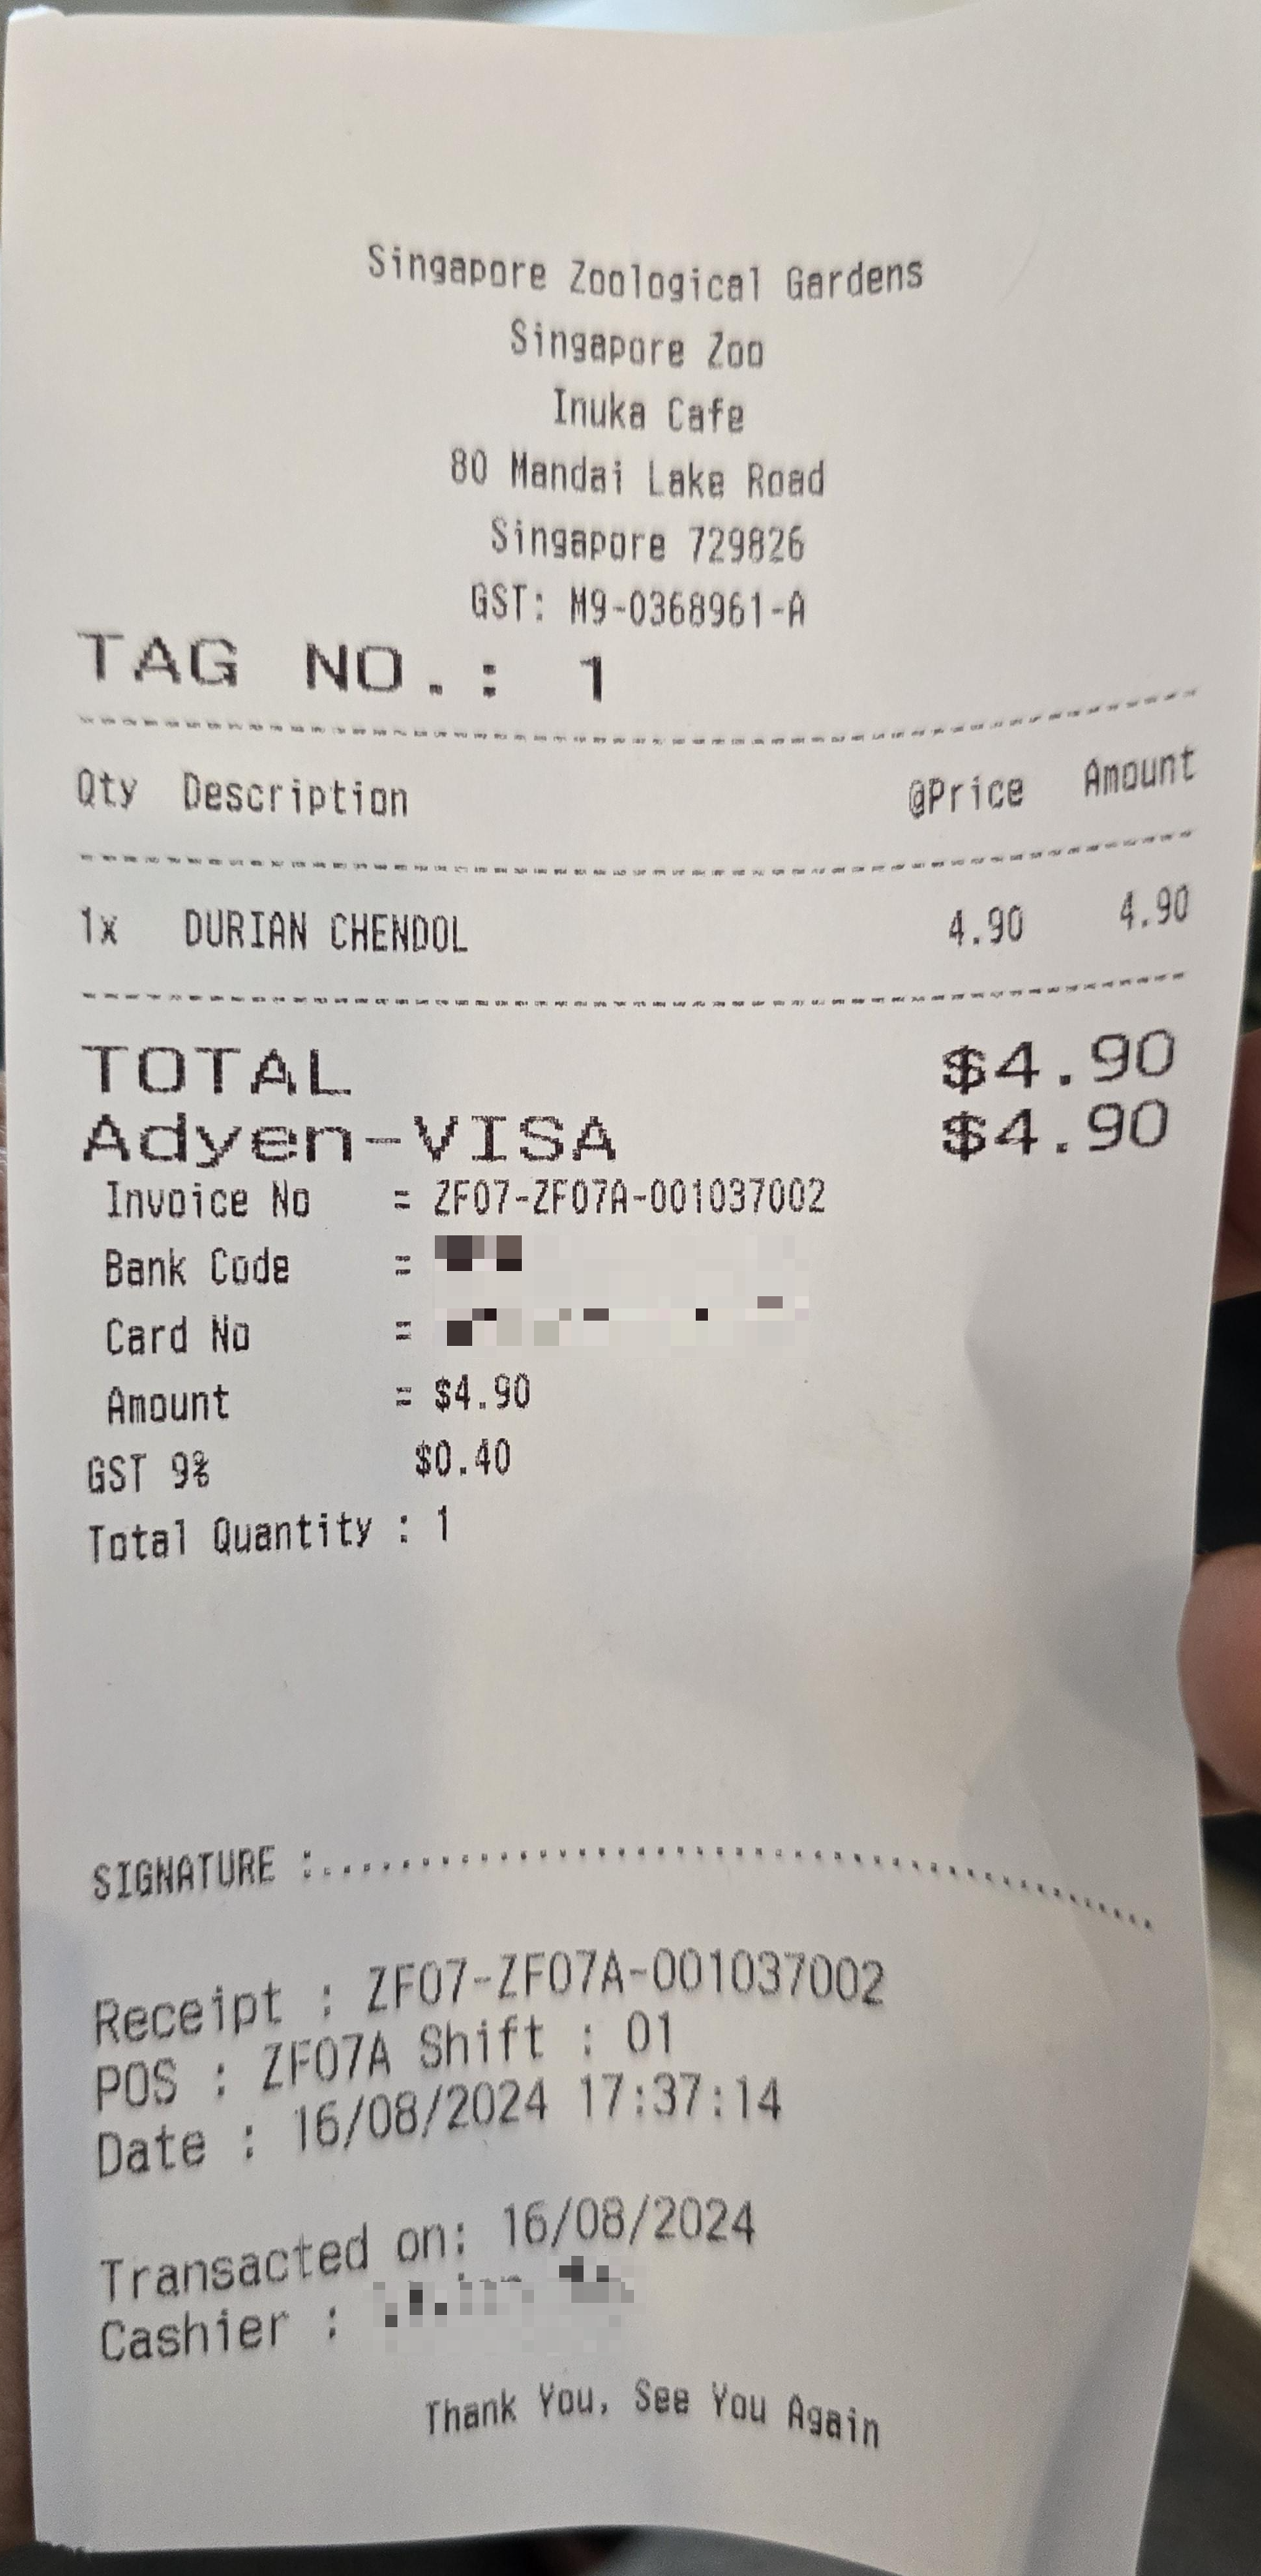 Singapore Zoological Gardens
Singapore Zoo
Inuka Cafe
80 Mandai Lake Road
Singapore 729826
GST: M9-0368961-A
TAG NO.: 1
Qty Description @Price Amount
1x DURIAN CHENDOL 4.90 4.90
TOTAL $4.90
Adyen-VISA $4.90
Invoice No = ZF07-ZF07A-001037002
Bank Code =
Card No =
Amount = $4.90
GST 9% $0.40
Total Quantity : 1
SIGNATURE :..........................................
Receipt : ZF07-ZF07A-001037002
POS : ZF07A Shift : 01
Date : 16/08/2024 17:37:14
Transacted on: 16/08/2024
Cashier :
Thank You, See You Again